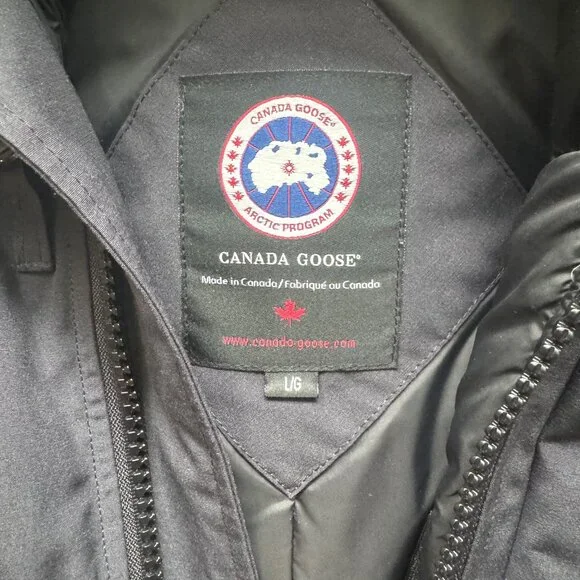 CANADA GOOSE®
ARCTIC PROGRAM
CANADA GOOSE®
Made in Canada/Fabriqué au Canada
www.canada-goose.com
L/G